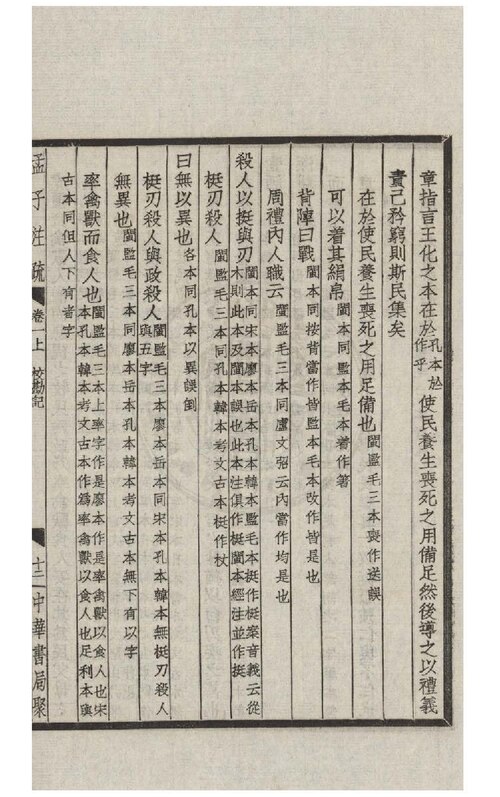 章指言王化之本在於孔本於作乎使民養生喪死之用備足然後導之以禮義
責己矜窮則斯民集矣
在於使民養生喪死之用足備也閩監毛三本喪作送誤
可以着其絹帛閩本同監本毛本着作著
背陣曰戰閩本同按背當作皆監本毛本改作皆是也
周禮內人職云閩監毛三本同盧文弨云內當作均是也
殺人以挺與刃閩本同宋本廖本孔本韓本監毛本挺作梃案音義云從木則此本及閩本誤也此本注俱作梃閩本經注並作挺
梃刃殺人閩監毛三本同廖本岳本孔本韓本考文古本梃作杖
曰無以異也各本同孔本以異誤倒
梃刃殺人與政殺人閩監毛三本廖本岳本同宋本孔本韓本無梃刃殺人與五字
無異也閩監毛三本同廖本岳本孔本韓本考文古本無下有以字
率禽獸而食人也閩監毛三本上率字作是廖本作是率禽獸以食人也宋本孔本韓本考文古本作爲率禽獸以食人也足利本與
古本同但人下有者字
孟子注疏 卷一上 校勘記 十二 中華書局聚